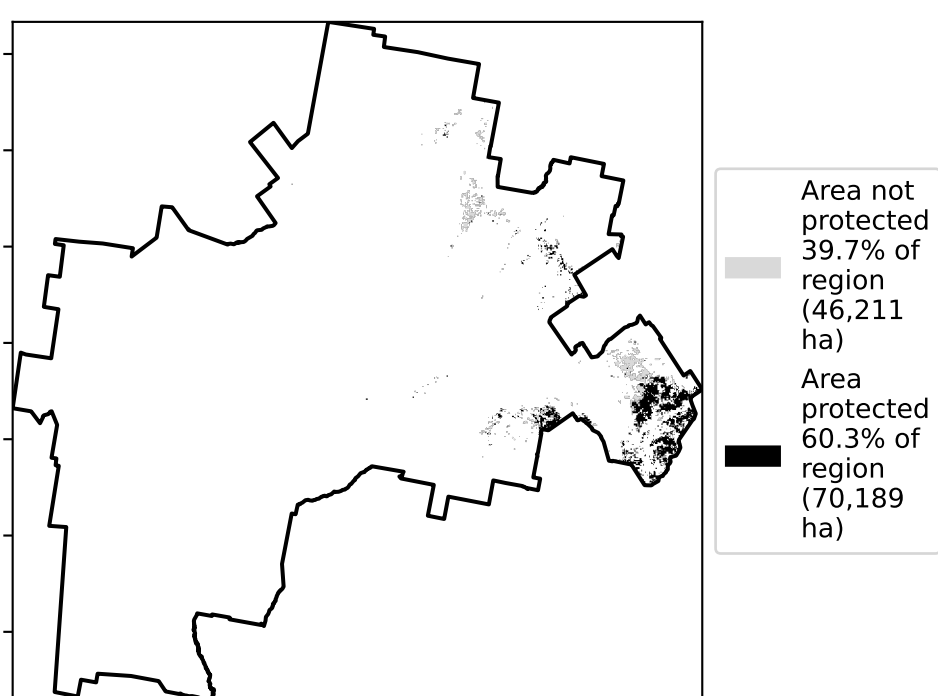 Area not
protected
39.7% of
region
(46,211
ha)
Area
protected
60.3% of
region
(70,189
ha)